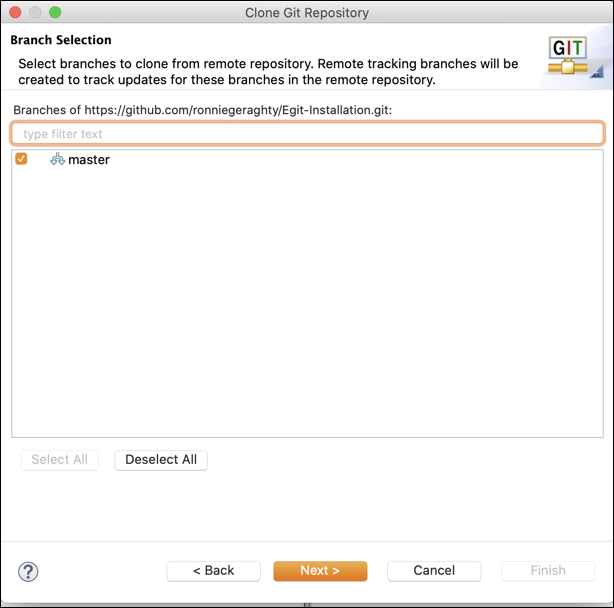 Clone Git Repository
Branch Selection
GIT
Select branches to clone from remote repository. Remote tracking branches will be
created to track updates for these branches in the remote repository.
Branches of https://github.com/ronniegeraghty/Egit-Installation.git:
type filter text
master
Select All
Deselect All
?
< Back
Next >
Cancel
Finish